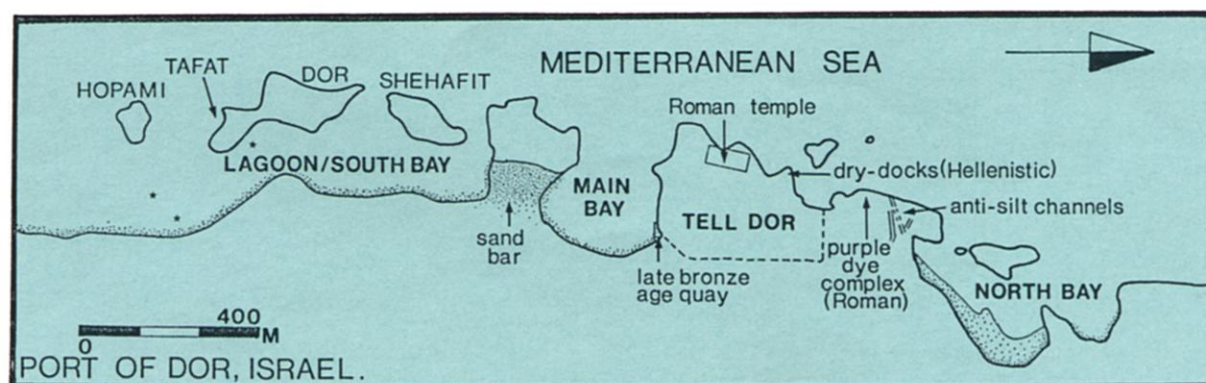 MEDITERRANEAN SEA
HOPAMI
TAFAT
DOR
SHEHAFIT
LAGOON/SOUTH BAY
sand
bar
MAIN
BAY
Roman temple
TELL DOR
late bronze
age quay
dry-docks(Hellenistic)
anti-silt channels
purple
dye
complex
(Roman)
NORTH BAY
400
M
0
PORT OF DOR, ISRAEL.